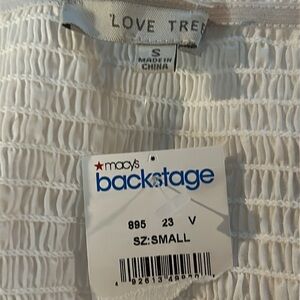 LOVE TREE
S
MADE IN
CHINA
macy's
backstage
895 23 V
SZ:SMALL